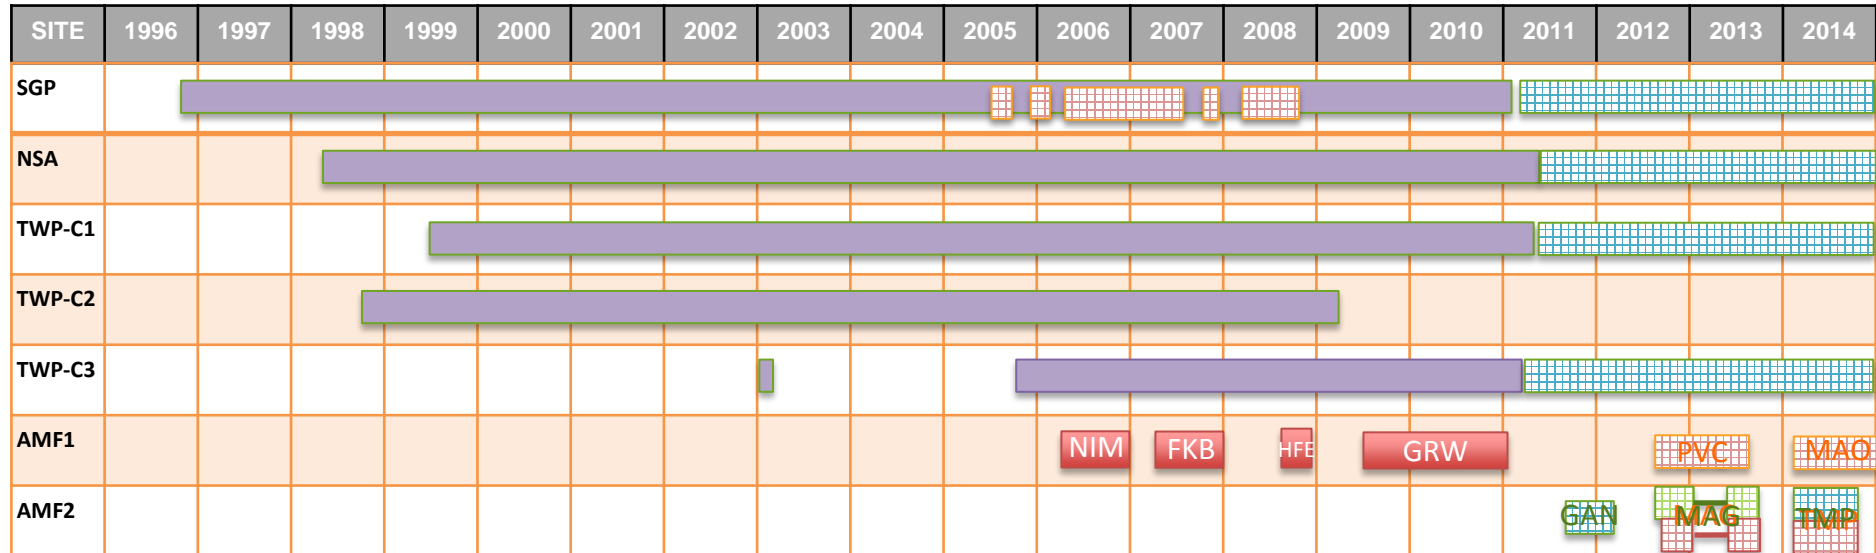 SITE 1996 1997 1998 1999 2000 2001 2002 2003 2004 2005 2006 2007 2008 2009 2010 2011 2012 2013 2014
SGP
NSA
TWP-C1
TWP-C2
TWP-C3
AMF1 NIM FKB HFE GRW PVC MAO
AMF2 GAN MAG TMP